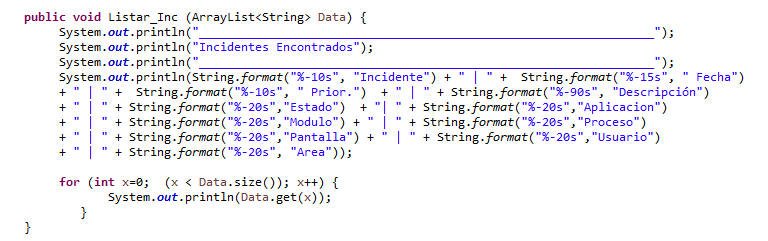 public void Listar_Inc (ArrayList<String> Data) {
System.out.println("_________________________________________________________________");
System.out.println("Incidentes Encontrados");
System.out.println("_________________________________________________________________");
System.out.println(String.format("%-10s", "Incidente") + " | " +  String.format("%-15s", " Fecha")
+ " | " +  String.format("%-10s", " Prior.")  + " | " + String.format("%-90s", "Descripción")
+ " | " + String.format("%-20s","Estado")  + "| " + String.format("%-20s","Aplicacion")
+ " | " + String.format("%-20s","Modulo") + " | " + String.format("%-20s","Proceso")
+ " | " + String.format("%-20s","Pantalla") + " | " + String.format("%-20s","Usuario")
+ " | " + String.format("%-20s", "Area"));
for (int x=0;  (x < Data.size()); x++) {
System.out.println(Data.get(x));
}
}